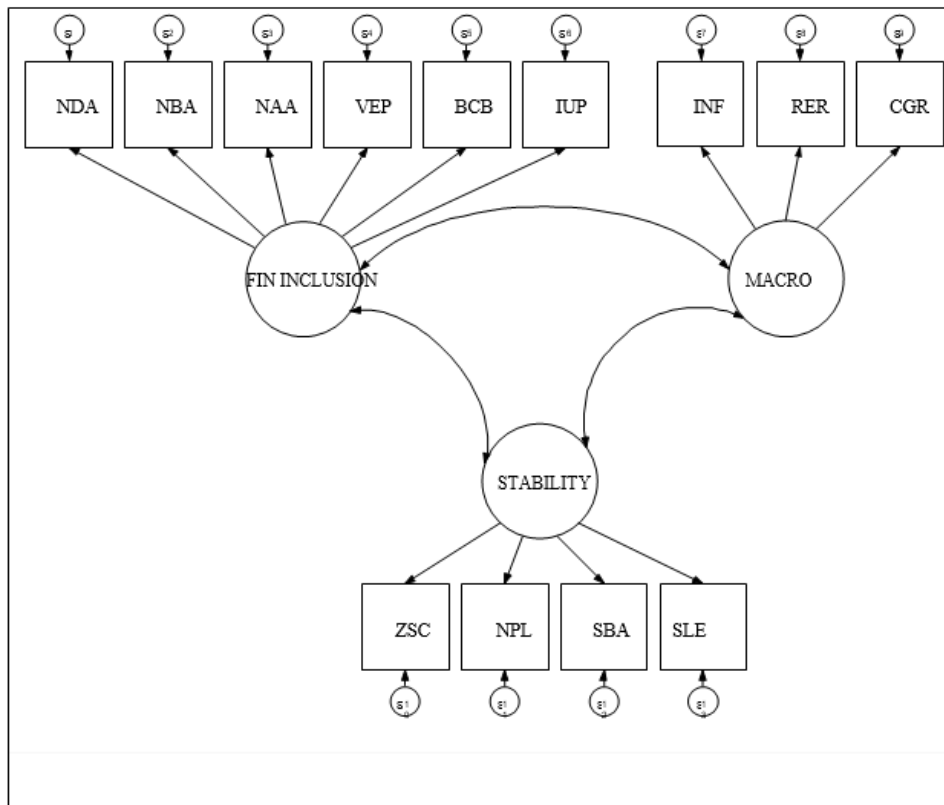 NDA NBA NAA VEP BCB IUP INF RER CGR
FIN INCLUSION MACRO
STABILITY
ZSC NPL SBA SLE